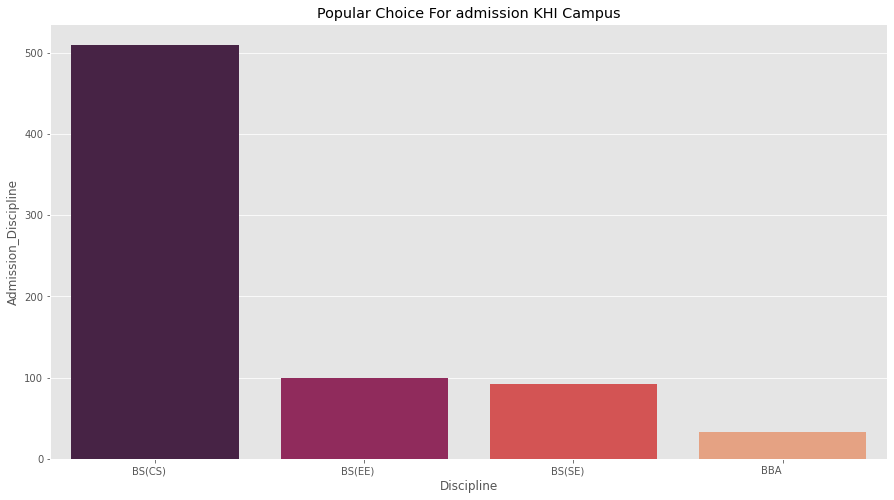 Popular Choice For admission KHI Campus
500
400
300
200
100
0
Admission_Discipline
BS(CS)
BS(EE)
BS(SE)
BBA
Discipline